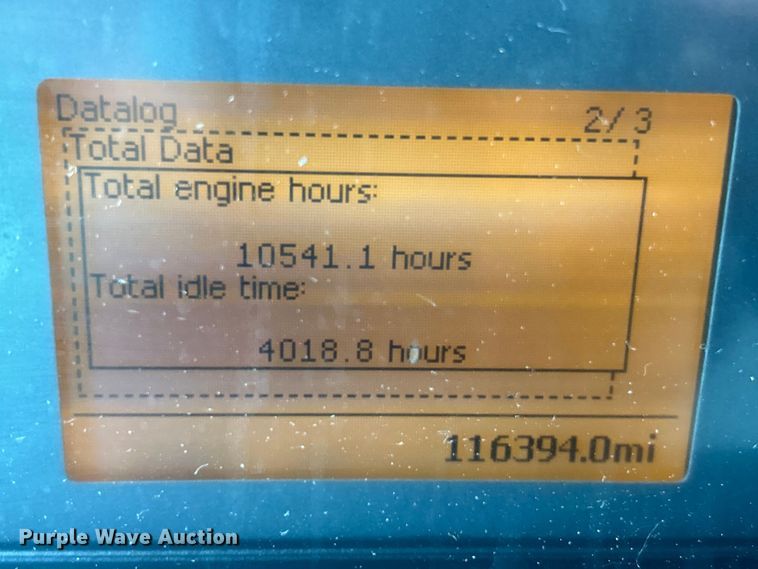 Datalog 2/ 3
Total Data
Total engine hours:
10541.1 hours
Total idle time:
4018.8 hours
116394.0mi
Purple Wave Auction